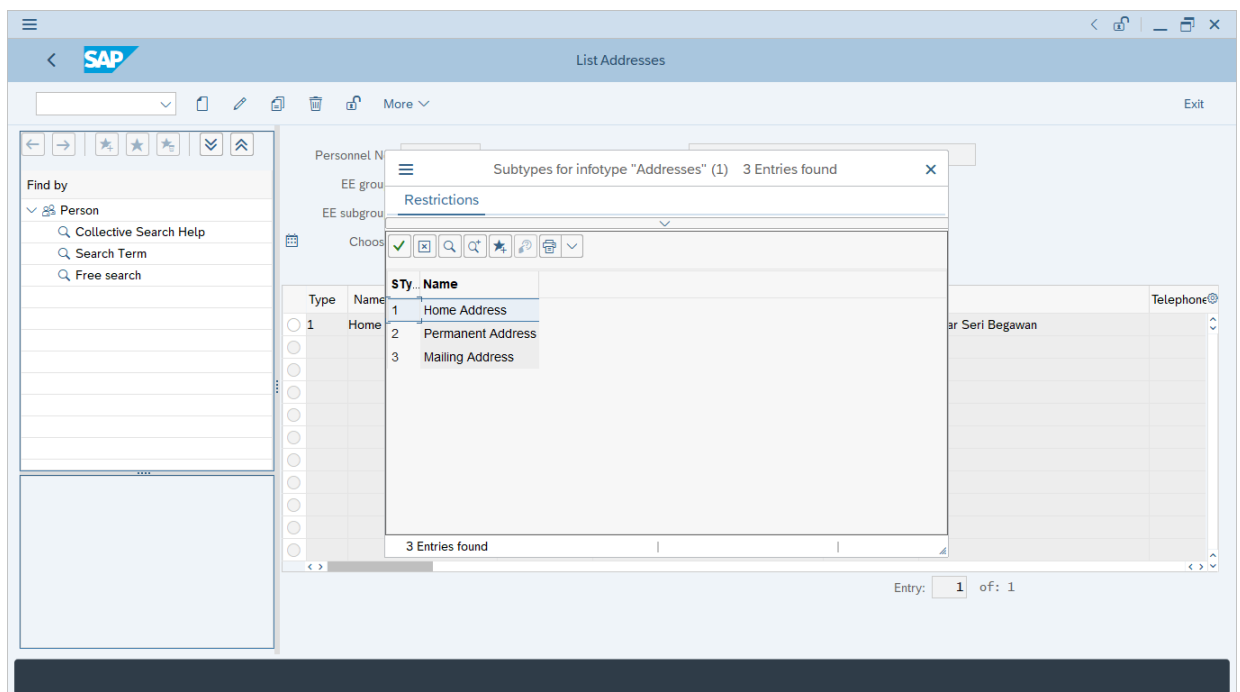 SAP
List Addresses
More
Exit
Find by
Person
Collective Search Help
Search Term
Free search
Personnel N
EE grou
EE subgrou
Choos
Type Name Telephone
1 Home ar Seri Begawan
Subtypes for infotype "Addresses" (1) 3 Entries found
Restrictions
STy... Name
1 Home Address
2 Permanent Address
3 Mailing Address
3 Entries found
Entry: 1 of: 1